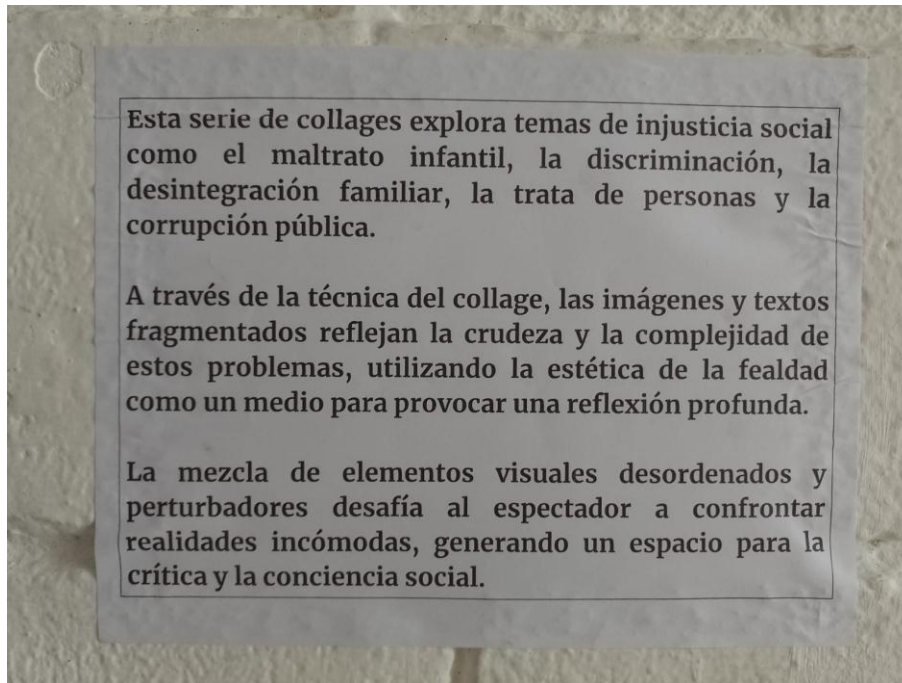 Esta serie de collages explora temas de injusticia social
como el maltrato infantil, la discriminación, la
desintegración familiar, la trata de personas y la
corrupción pública.
A través de la técnica del collage, las imágenes y textos
fragmentados reflejan la crudeza y la complejidad de
estos problemas, utilizando la estética de la fealdad
como un medio para provocar una reflexión profunda.
La mezcla de elementos visuales desordenados y
perturbadores desafía al espectador a confrontar
realidades incómodas, generando un espacio para la
crítica y la conciencia social.